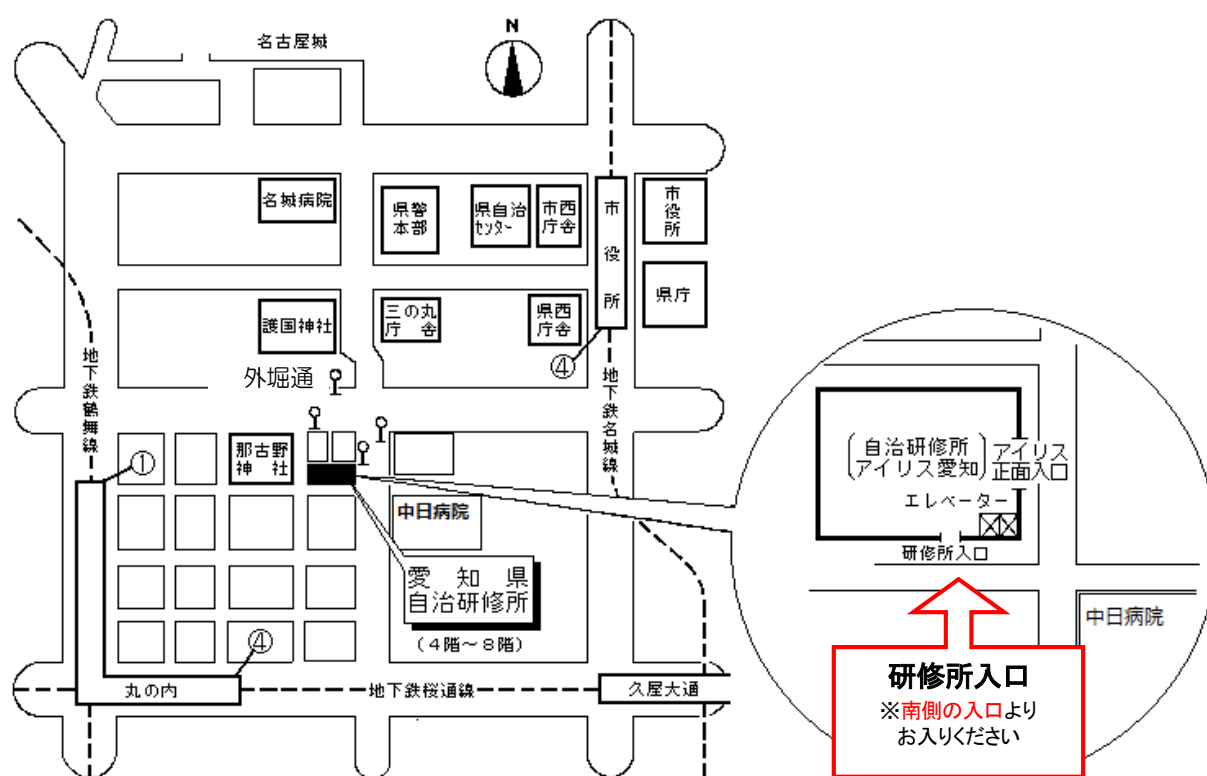 N
名古屋城
名城病院
県警
本部
県自治
センター
市西
庁舎
市役所
市役所
県庁
護国神社
三の丸
庁舎
県西
庁舎
④
地下鉄鶴舞線
外堀通
地下鉄名城線
那古野
神社
①
中日病院
愛知県
自治研修所
(4階～8階)
④
丸の内
地下鉄桜通線
久屋大通
自治研修所
アイリス愛知
アイリス
正面入口
エレベーター
研修所入口
中日病院
研修所入口
※南側の入口より
お入りください